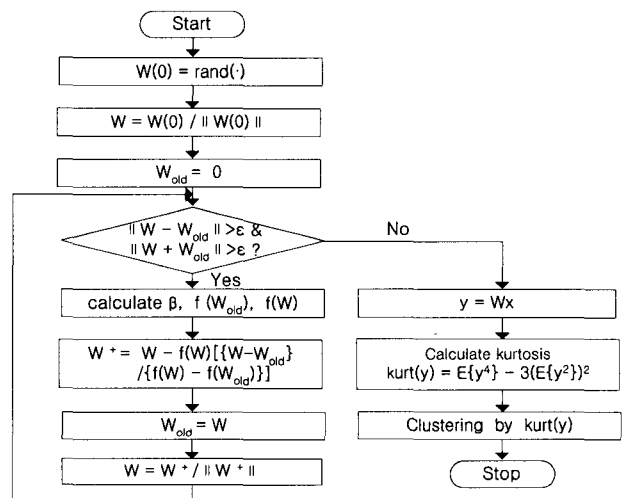 Start
W(0) = rand(·)
W = W(0) / || W(0) ||
W_old = 0
|| W - W_old || >ε &
|| W + W_old || >ε ?
No
Yes
calculate β, f (W_old), f(W)
W⁺ = W - f(W)[{W-W_old}
/{f(W) - f(W_old)}]
W_old = W
W = W⁺ / || W⁺ ||
y = Wx
Calculate kurtosis
kurt(y) = E{y⁴} - 3(E{y²})²
Clustering by kurt(y)
Stop